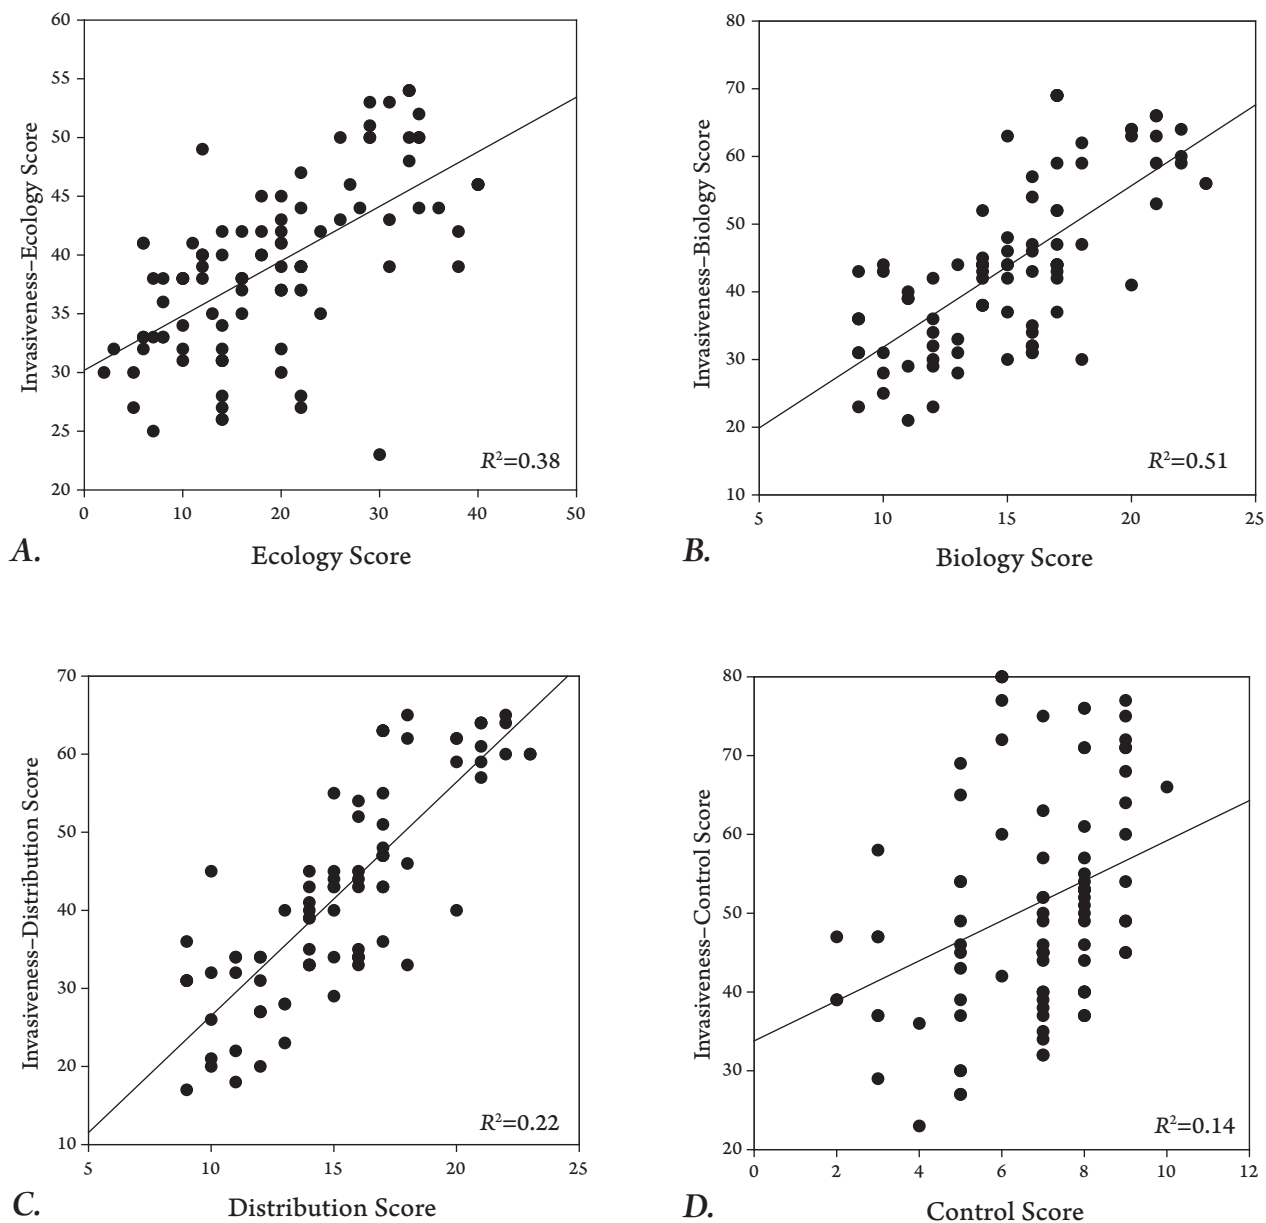 60
55
50
45
40
35
30
25
20
Invasiveness–Ecology Score
R²=0.38
0 10 20 30 40 50
A. Ecology Score
80
70
60
50
40
30
20
10
Invasiveness–Biology Score
R²=0.51
5 10 15 20 25
B. Biology Score
70
60
50
40
30
20
10
Invasiveness–Distribution Score
R²=0.22
5 10 15 20 25
C. Distribution Score
80
70
60
50
40
30
20
Invasiveness–Control Score
R²=0.14
0 2 4 6 8 10 12
D. Control Score